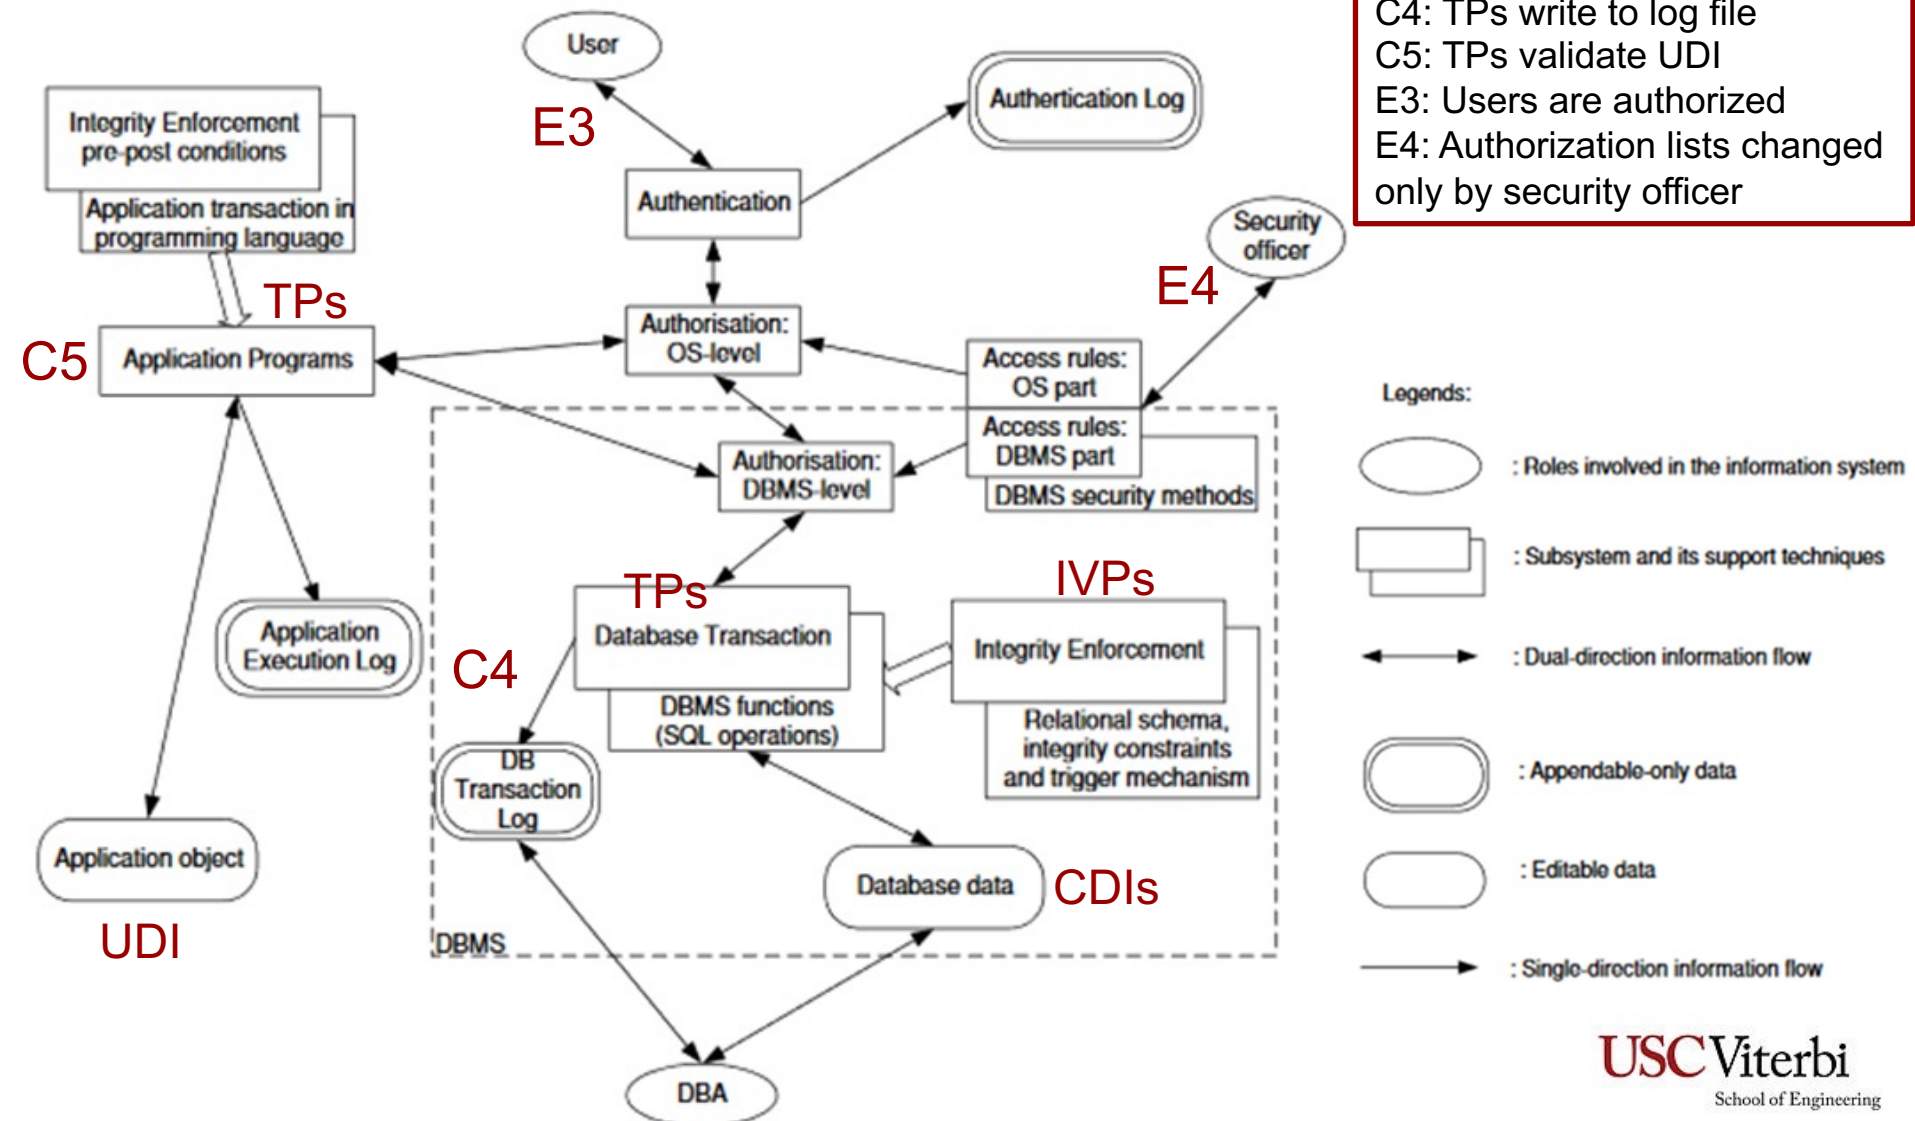 C4: TPs write to log file
C5: TPs validate UDI
E3: Users are authorized
E4: Authorization lists changed
only by security officer
User
E3
Authertication Log
Integrity Enforcement
pre-post conditions
Application transaction in
programming language
Authentication
Security
officer
E4
TPs
C5
Application Programs
Authorisation:
OS-level
Access rules:
OS part
Access rules:
DBMS part
DBMS security methods
Authorisation:
DBMS-level
TPs
Database Transaction
DBMS functions
(SQL operations)
IVPs
Integrity Enforcement
Relational schema,
integrity constraints
and trigger mechanism
Application
Execution Log
C4
DB
Transaction
Log
Application object
UDI
Database data
CDIs
DBMS
DBA
Legends:
: Roles involved in the information system
: Subsystem and its support techniques
: Dual-direction information flow
: Appendable-only data
: Editable data
: Single-direction information flow
USC Viterbi
School of Engineering